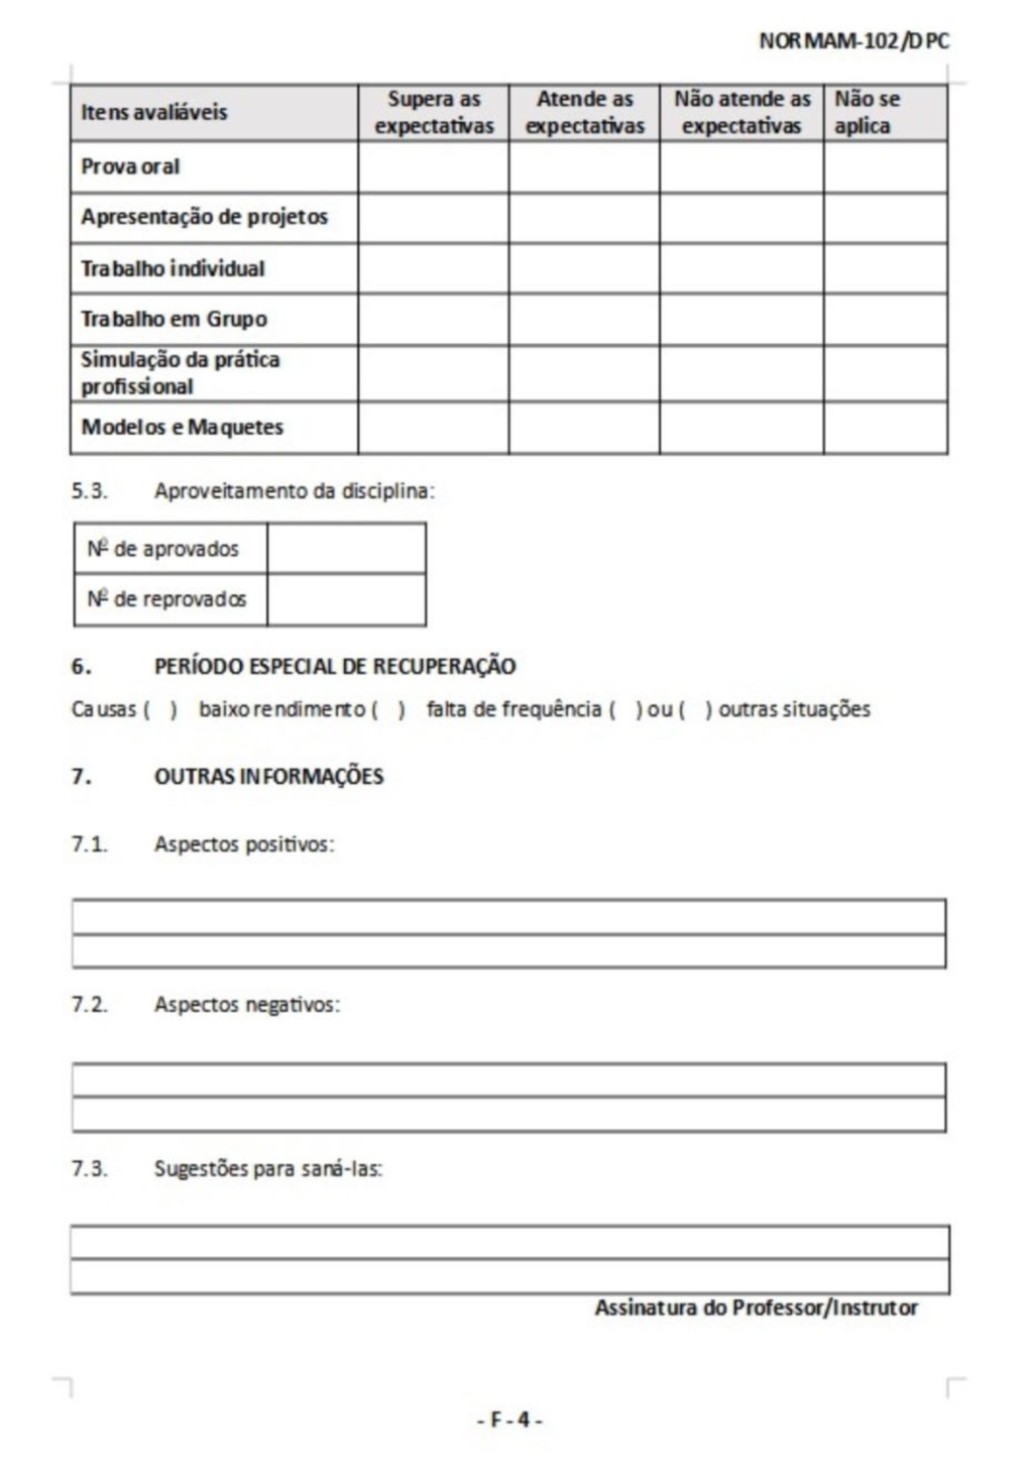 NORMAM-102/DPC
Itens avaliáveis
Supera as
expectativas
Atende as
expectativas
Não atende as
expectativas
Não se
aplica
Prova oral
Apresentação de projetos
Trabalho individual
Trabalho em Grupo
Simulação da prática
profissional
Modelos e Maquetes
5.3. Aproveitamento da disciplina:
Nº de aprovados
Nº de reprovados
6. PERÍODO ESPECIAL DE RECUPERAÇÃO
Causas ( ) baixo rendimento ( ) falta de frequência ( ) ou ( ) outras situações
7. OUTRAS INFORMAÇÕES
7.1. Aspectos positivos:
7.2. Aspectos negativos:
7.3. Sugestões para saná-las:
Assinatura do Professor/Instrutor
- F - 4 -